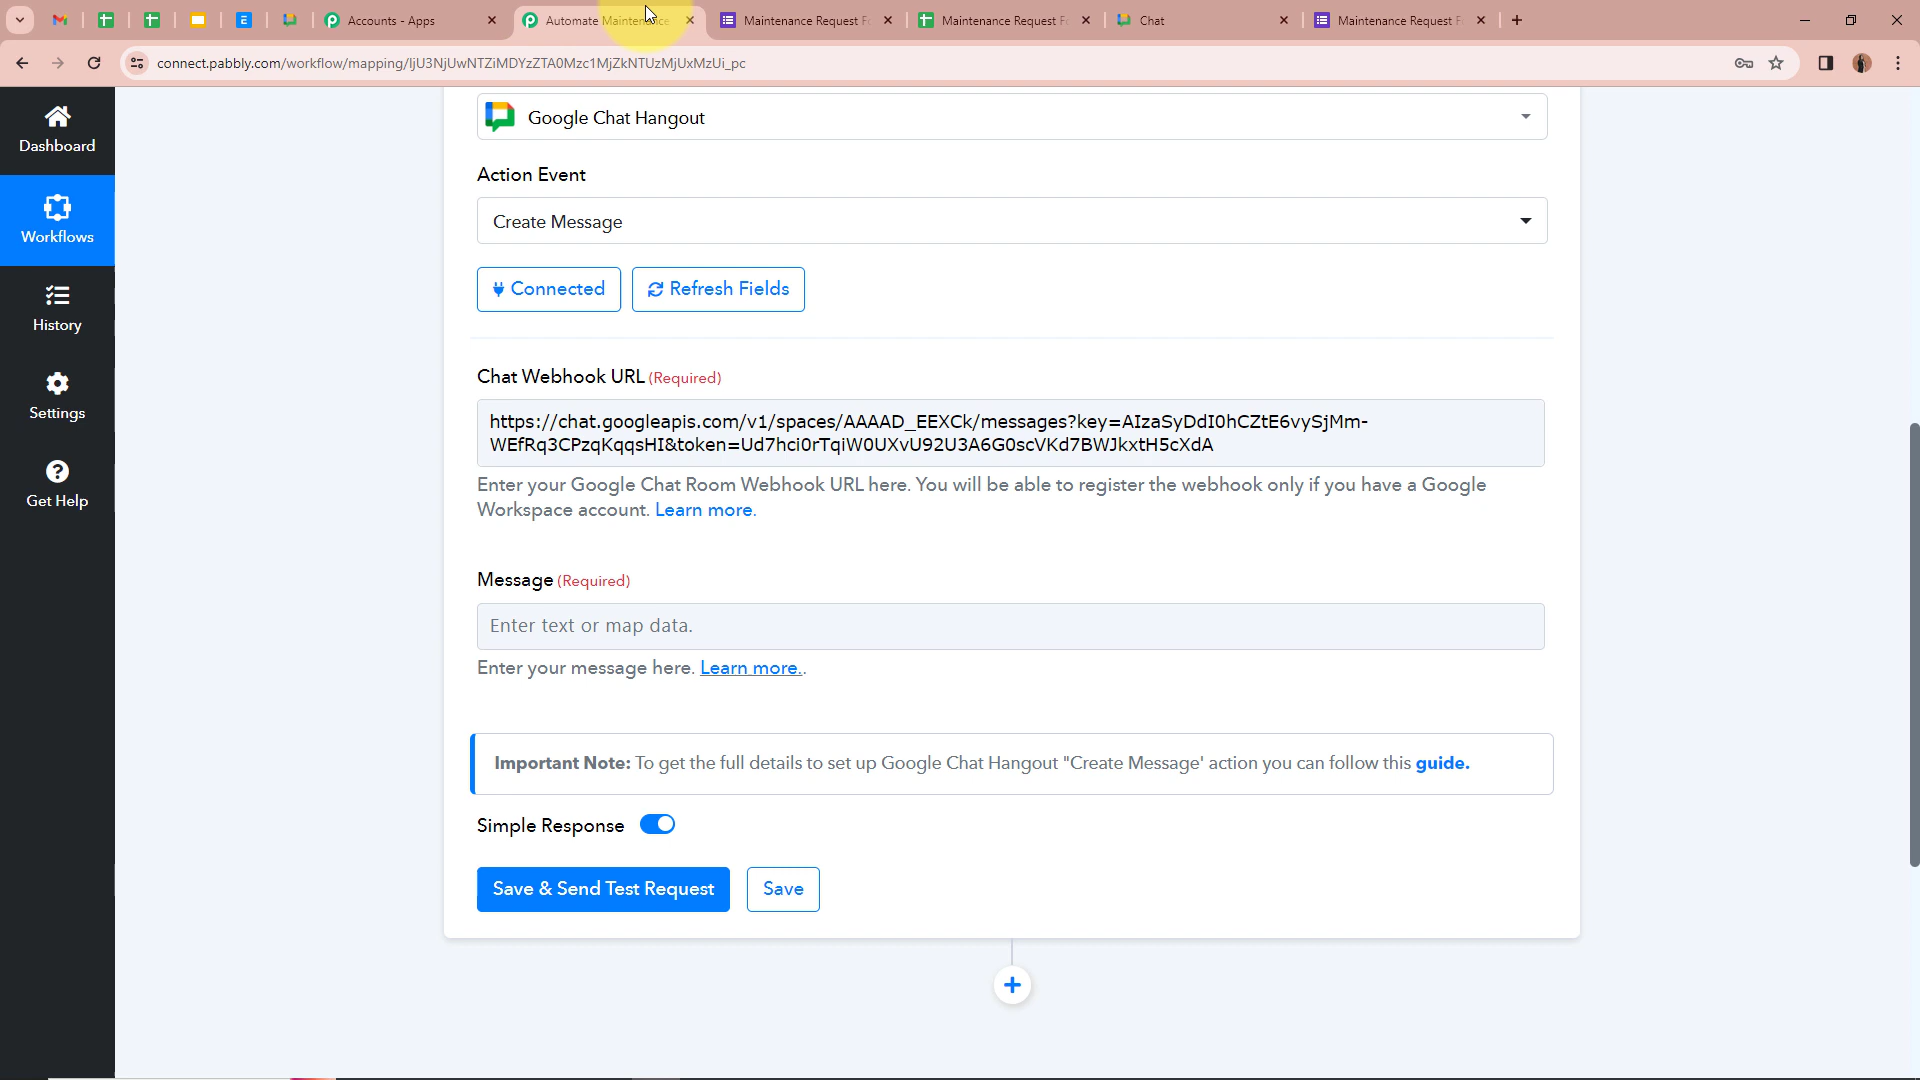 Accounts - Apps
Automate Maintenance
Maintenance Request F
Maintenance Request F
Chat
Maintenance Request F
connect.pabbly.com/workflow/mapping/IjU3NjUwNTZiMDYzZTA0Mzc1MjZkNTUzMjUxMzUi_pc
Dashboard
Workflows
History
Settings
Get Help
Google Chat Hangout
Action Event
Create Message
Connected
Refresh Fields
Chat Webhook URL (Required)
https://chat.googleapis.com/v1/spaces/AAAAD_EEXCk/messages?key=AIzaSyDdI0hCZtE6vySjMm-
WEfRq3CPzqKqqsHI&token=Ud7hci0rTqiW0UXvU92U3A6G0scVKd7BWJkxtH5cXdA
Enter your Google Chat Room Webhook URL here. You will be able to register the webhook only if you have a Google
Workspace account. Learn more.
Message (Required)
Enter text or map data.
Enter your message here. Learn more..
Important Note: To get the full details to set up Google Chat Hangout "Create Message' action you can follow this guide.
Simple Response
Save & Send Test Request
Save